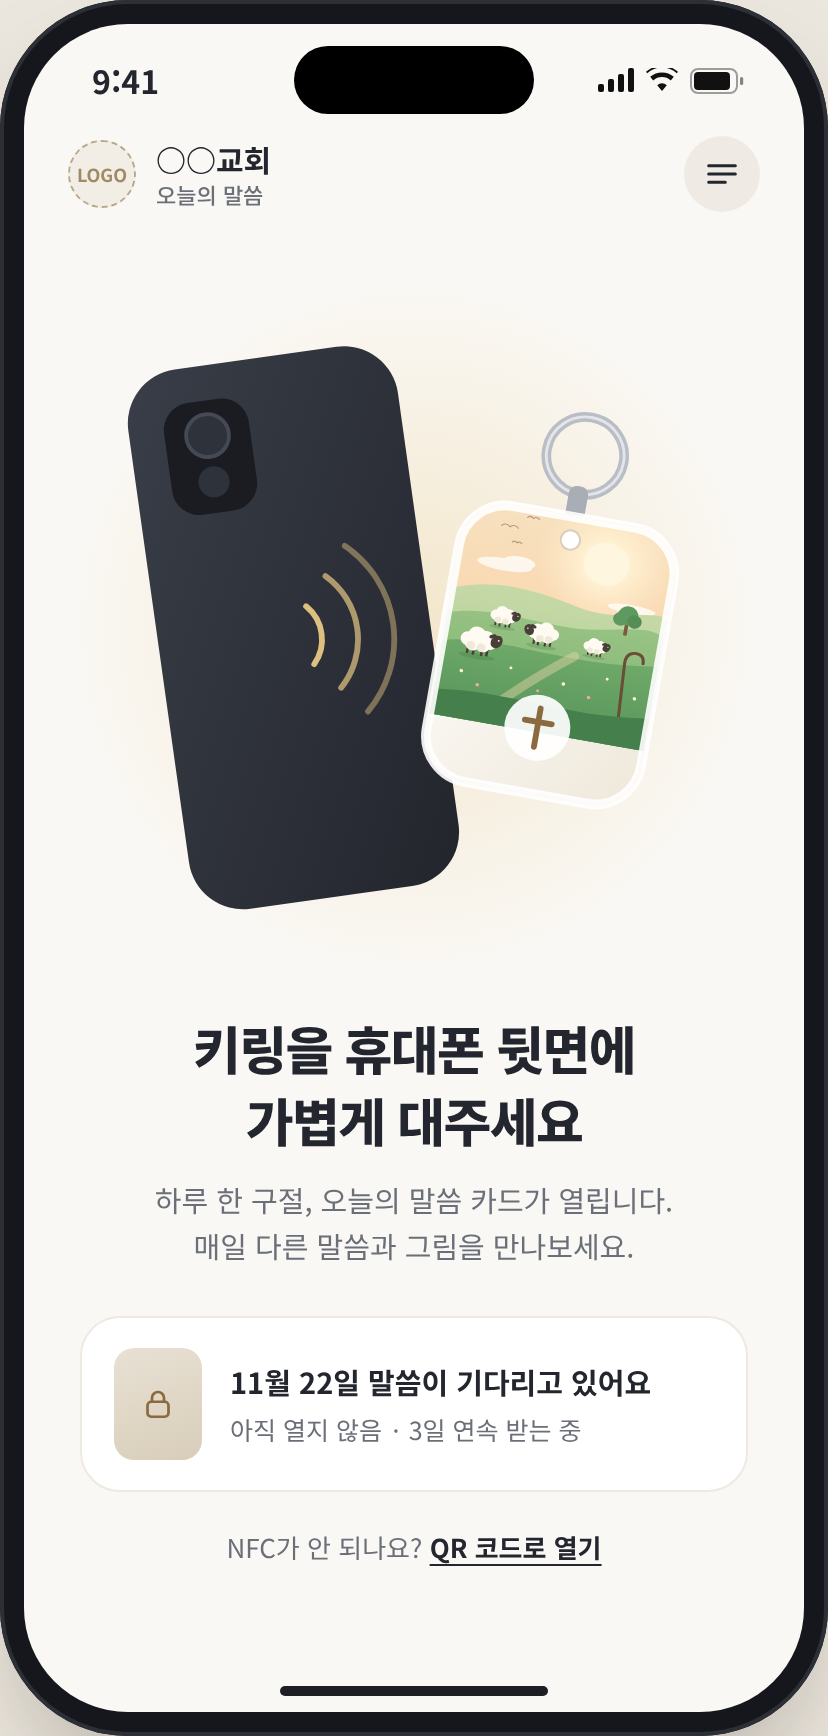 9:41
LOGO
○○교회
오늘의 말씀
키링을 휴대폰 뒷면에
가볍게 대주세요
하루 한 구절, 오늘의 말씀 카드가 열립니다.
매일 다른 말씀과 그림을 만나보세요.
11월 22일 말씀이 기다리고 있어요
아직 열지 않음 · 3일 연속 받는 중
NFC가 안 되나요? QR 코드로 열기